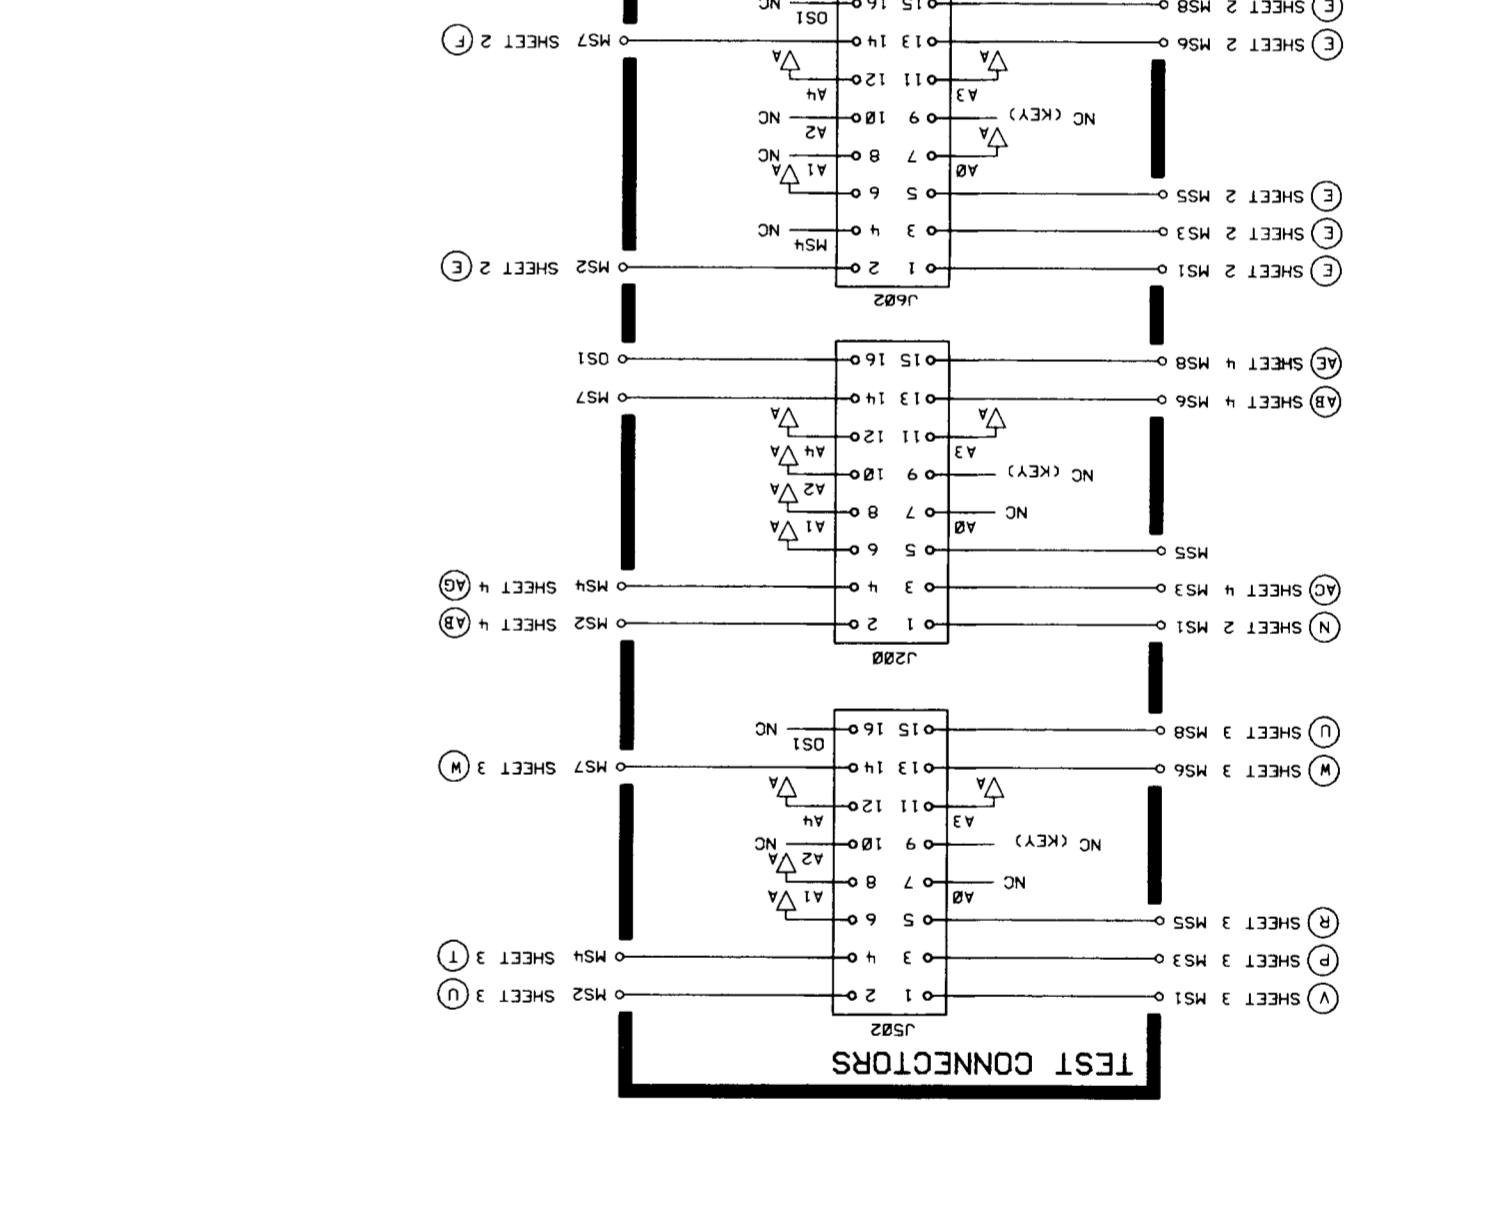 TEST CONNECTORS
J502
V SHEET 3 MS1 1 2 MS2 SHEET 3 U
P SHEET 3 MS3 3 4 MS4 SHEET 3 T
R SHEET 3 MS5 5 6 A
A0 A1
NC 7 8 A
A2
NC (KEY) 9 10 NC
A3 A4
A 11 12 A
W SHEET 3 MS6 13 14 MS7 SHEET 3 W
OS1
U SHEET 3 MS8 15 16 NC
J200
N SHEET 2 MS1 1 2 MS2 SHEET 4 AB
AC SHEET 4 MS3 3 4 MS4 SHEET 4 AG
MS5 5 6 A
A0 A1
NC 7 8 A
A2
NC (KEY) 9 10 A
A3 A4
A 11 12 A
AB SHEET 4 MS6 13 14 MS7
AE SHEET 4 MS8 15 16 OS1
J602
E SHEET 2 MS1 1 2 MS2 SHEET 2 E
MS4
E SHEET 2 MS3 3 4 NC
E SHEET 2 MS5 5 6 A
A0 A1
A 7 8 NC
A2
NC (KEY) 9 10 NC
A3 A4
A 11 12 A
E SHEET 2 MS6 13 14 MS7 SHEET 2 F
OS1
E SHEET 2 MS8 15 16 NC